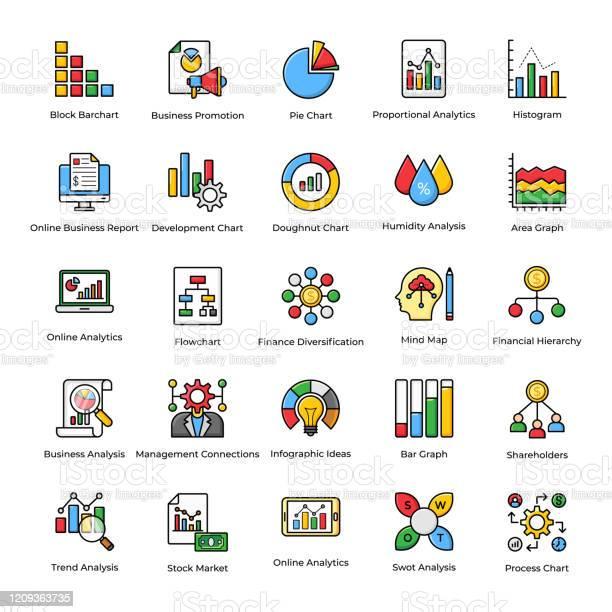 Block Barchart
Business Promotion
Pie Chart
Proportional Analytics
Histogram
%
Online Business Report
Development Chart
Doughnut Chart
Humidity Analysis
Area Graph
$
$
Online Analytics
Flowchart
Finance Diversification
Mind Map
Financial Hierarchy
$
Business Analysis
Management Connections
Infographic Ideas
Bar Graph
Shareholders
S W
O T
Trend Analysis
Stock Market
Online Analytics
Swot Analysis
Process Chart
iStock
by Getty Images
1209363735